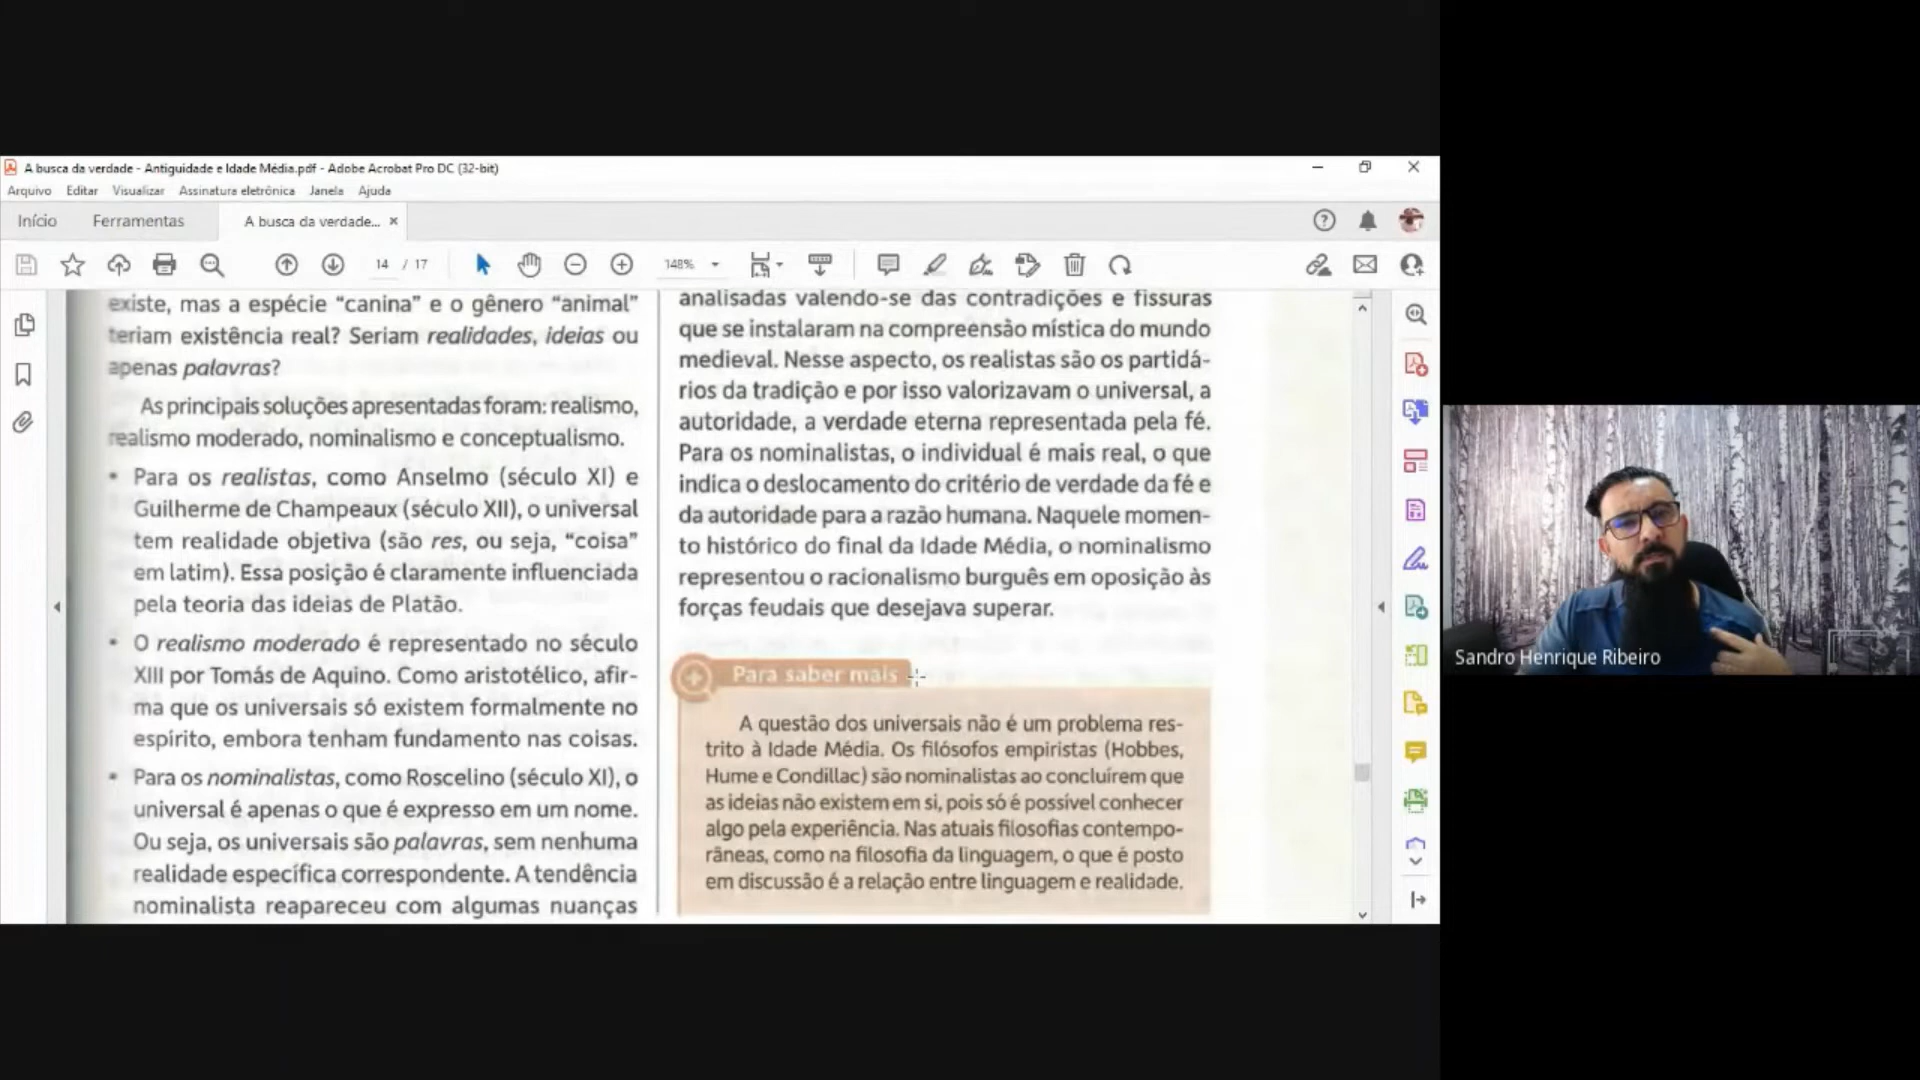 A busca da verdade - Antiguidade e Idade Média.pdf - Adobe Acrobat Pro DC (32-bit)
Arquivo Editar Visualizar Assinatura eletrônica Janela Ajuda
Início Ferramentas A busca da verdade... ×
14 / 17 148%
existe, mas a espécie “canina” e o gênero “animal”
teriam existência real? Seriam realidades, ideias ou
apenas palavras?
As principais soluções apresentadas foram: realismo,
realismo moderado, nominalismo e conceptualismo.
• Para os realistas, como Anselmo (século XI) e
Guilherme de Champeaux (século XII), o universal
tem realidade objetiva (são res, ou seja, “coisa”
em latim). Essa posição é claramente influenciada
pela teoria das ideias de Platão.
• O realismo moderado é representado no século
XIII por Tomás de Aquino. Como aristotélico, afir-
ma que os universais só existem formalmente no
espírito, embora tenham fundamento nas coisas.
• Para os nominalistas, como Roscelino (século XI), o
universal é apenas o que é expresso em um nome.
Ou seja, os universais são palavras, sem nenhuma
realidade específica correspondente. A tendência
nominalista reapareceu com algumas nuanças
analisadas valendo-se das contradições e fissuras
que se instalaram na compreensão mística do mundo
medieval. Nesse aspecto, os realistas são os partidá-
rios da tradição e por isso valorizavam o universal, a
autoridade, a verdade eterna representada pela fé.
Para os nominalistas, o individual é mais real, o que
indica o deslocamento do critério de verdade da fé e
da autoridade para a razão humana. Naquele momen-
to histórico do final da Idade Média, o nominalismo
representou o racionalismo burguês em oposição às
forças feudais que desejava superar.
Para saber mais
A questão dos universais não é um problema res-
trito à Idade Média. Os filósofos empiristas (Hobbes,
Hume e Condillac) são nominalistas ao concluírem que
as ideias não existem em si, pois só é possível conhecer
algo pela experiência. Nas atuais filosofias contempo-
râneas, como na filosofia da linguagem, o que é posto
em discussão é a relação entre linguagem e realidade.
Sandro Henrique Ribeiro